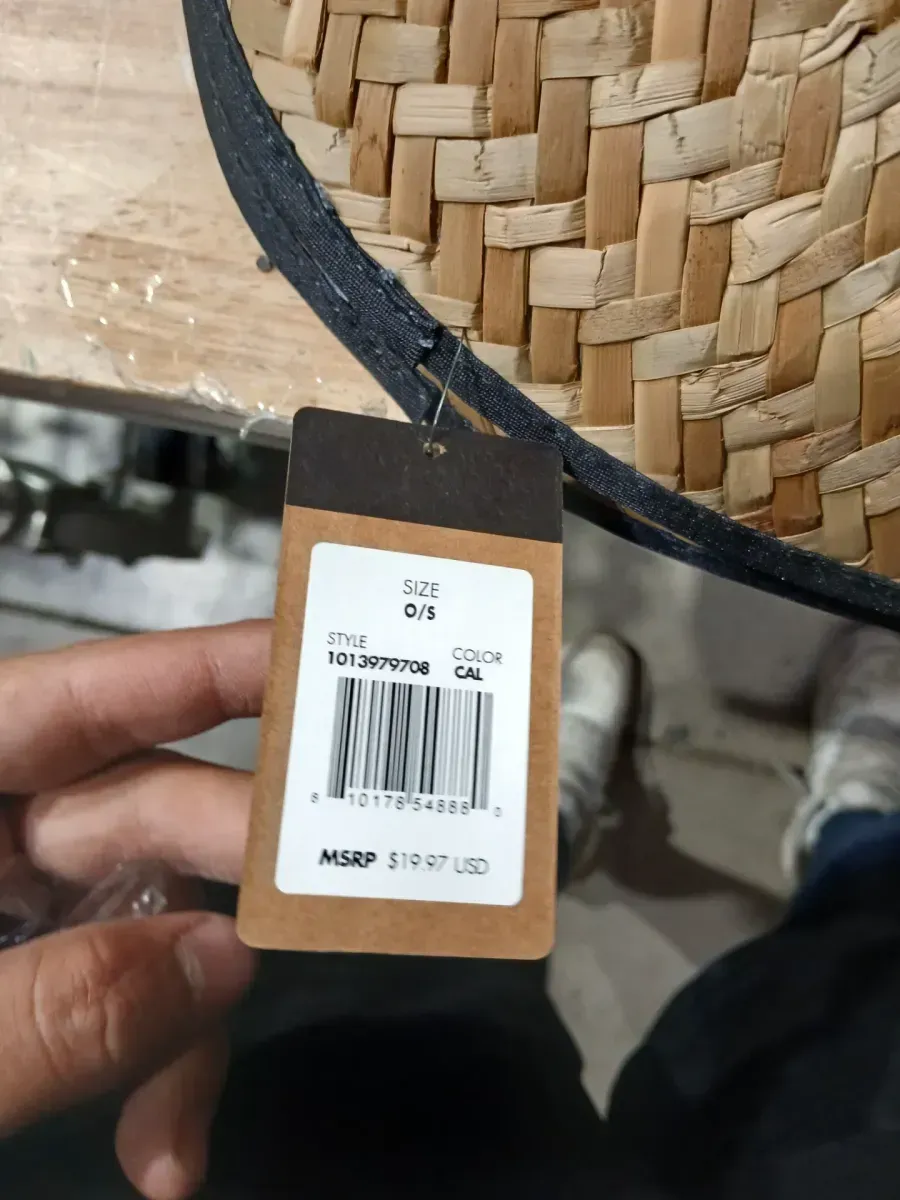 SIZE
O/S
STYLE
1013979708
COLOR
CAL
8 10178 54888 0
MSRP $19.97 USD